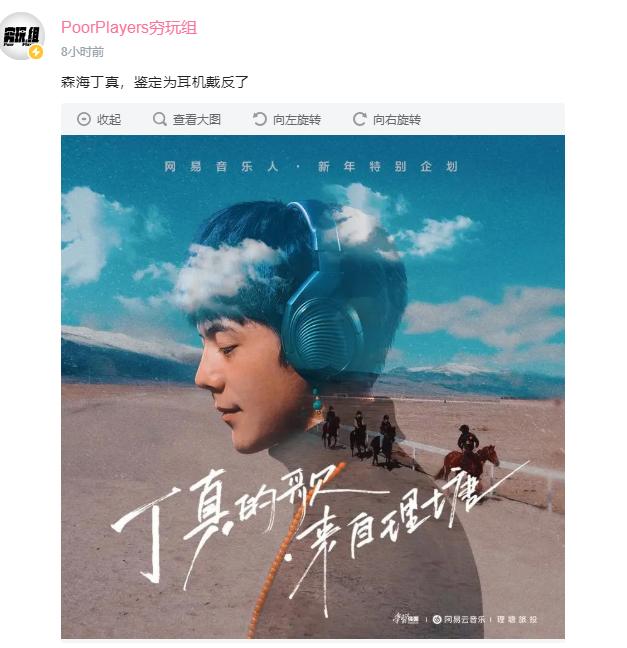 PoorPlayers穷玩组
8小时前
森海丁真，鉴定为耳机戴反了
收起 查看大图 向左旋转 向右旋转
网易音乐人·新年特别企划
丁真的歌
·来自理塘
网易云音乐 | 理塘旅投